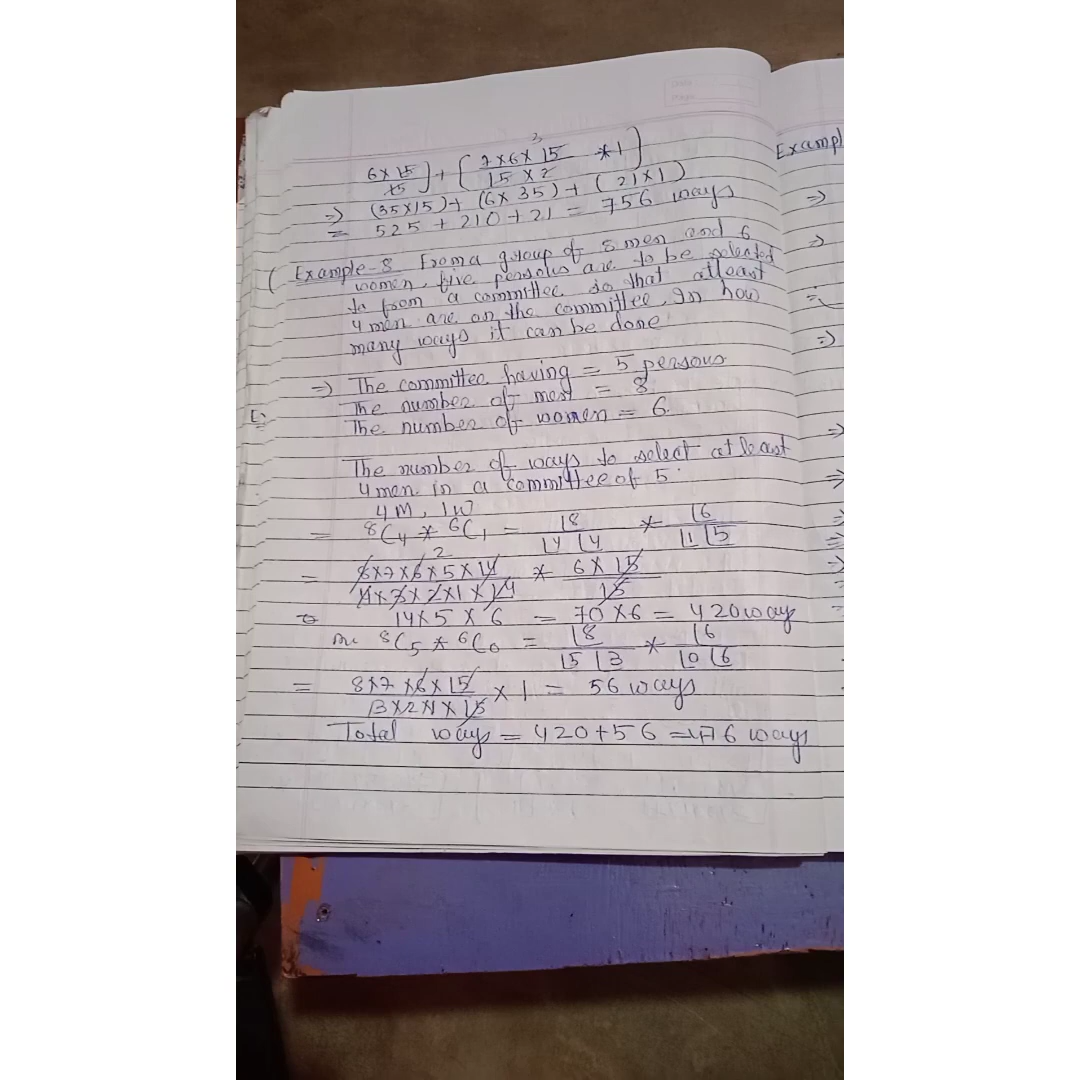 3
6×15/15] + [7×6×15/15×2 *1]
⇒ (35×15)+ (6×35)+ (21×1)
= 525 + 210 + 21 = 756 ways
Example-8 From a group of 8 men and 6
women, five persons are to be selected
to from a committee so that atleast
4 men are on the committee, In how
many ways it can be done
⇒ The committee having = 5 persons
The number of men = 8
The number of women = 6.
The number of ways to select at least
4 men in a committee of 5.
4M, 1W
= 8C4 * 6C1 = |8/|4 |4 * |6/|1 |5
2
= 8×7×6×5×|4/4×3×2×1×|4 * 6×|5/|5
14×5×6 = 70×6 = 420 ways
8C5 * 6C0 = |8/|5 |3 * |6/|0 |6
= 8×7×6×|5/3×2×1×|5 × 1 = 56 ways
Total ways = 420+56 = 476 ways
Exampl
⇒
⇒
⇒
⇒
⇒
⇒
⇒
⇒